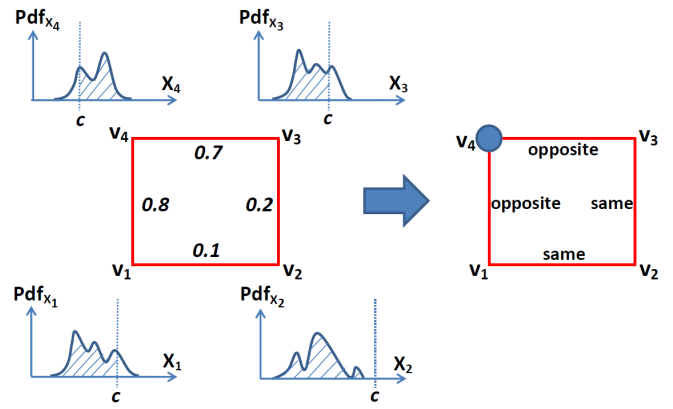 PdfX4
X4
c
PdfX3
X3
c
v4
v3
0.7
0.8
0.2
0.1
v1
v2
v4
v3
opposite
opposite
same
same
v1
v2
PdfX1
X1
c
PdfX2
X2
c